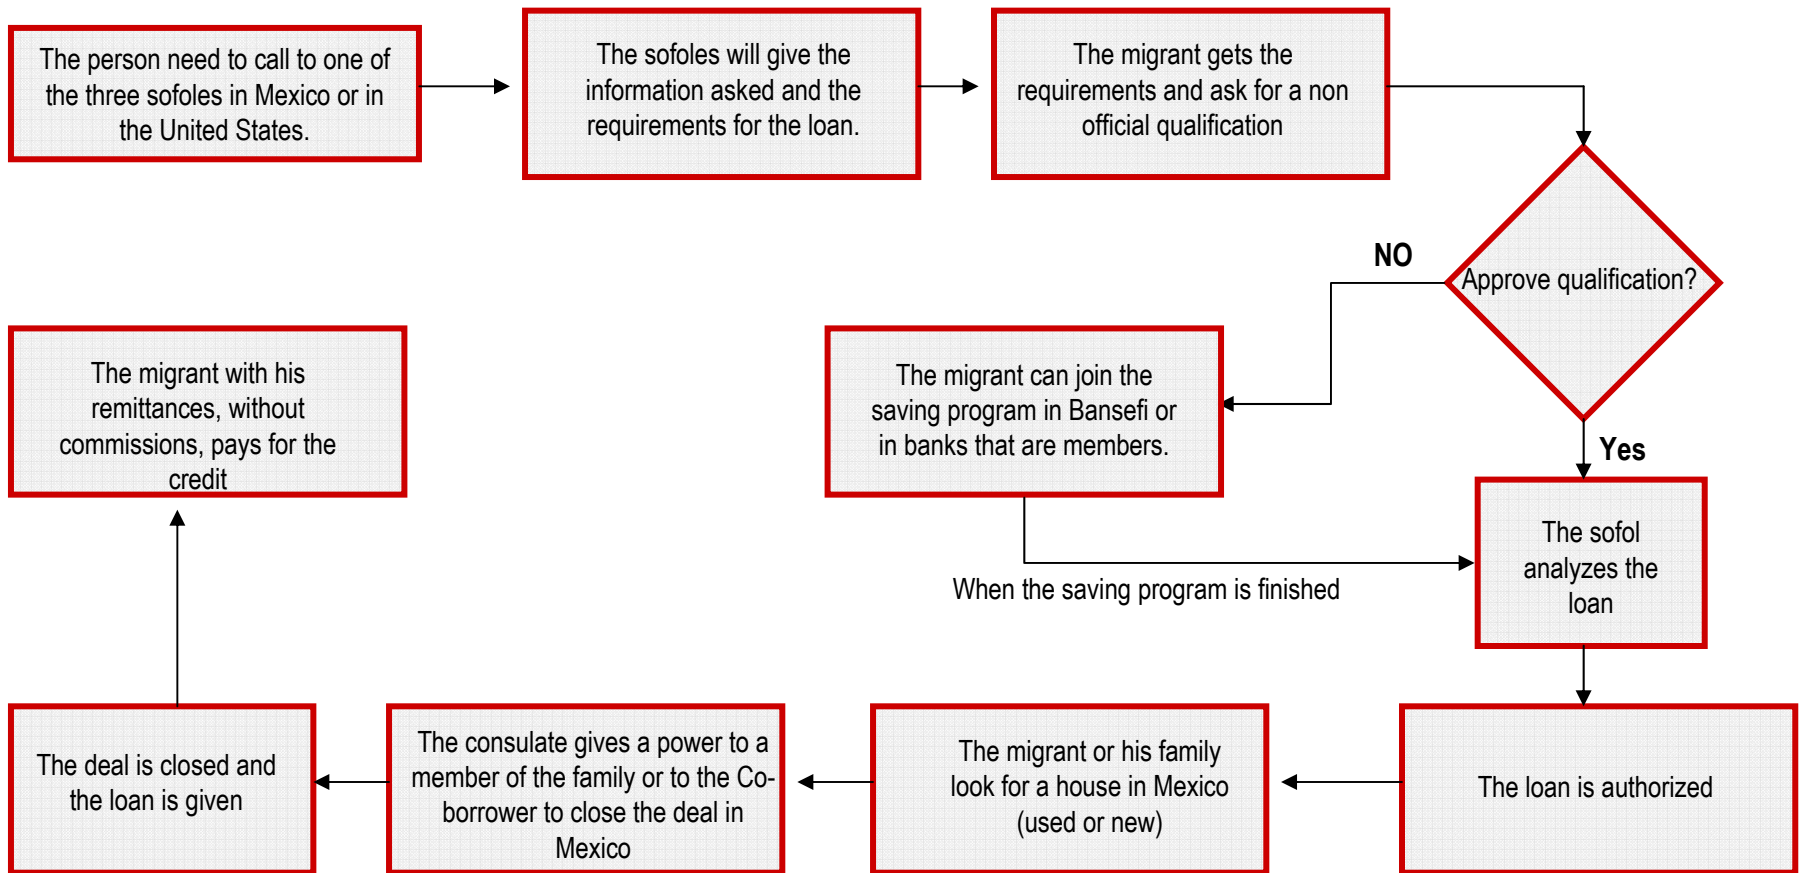 The person need to call to one of
the three sofoles in Mexico or in
the United States.
The sofoles will give the
information asked and the
requirements for the loan.
The migrant gets the
requirements and ask for a non
official qualification
Approve qualification?
NO
Yes
The migrant can join the
saving program in Bansefi or
in banks that are members.
When the saving program is finished
The sofol
analyzes the
loan
The loan is authorized
The migrant or his family
look for a house in Mexico
(used or new)
The consulate gives a power to a
member of the family or to the Co-
borrower to close the deal in
Mexico
The deal is closed and
the loan is given
The migrant with his
remittances, without
commissions, pays for the
credit